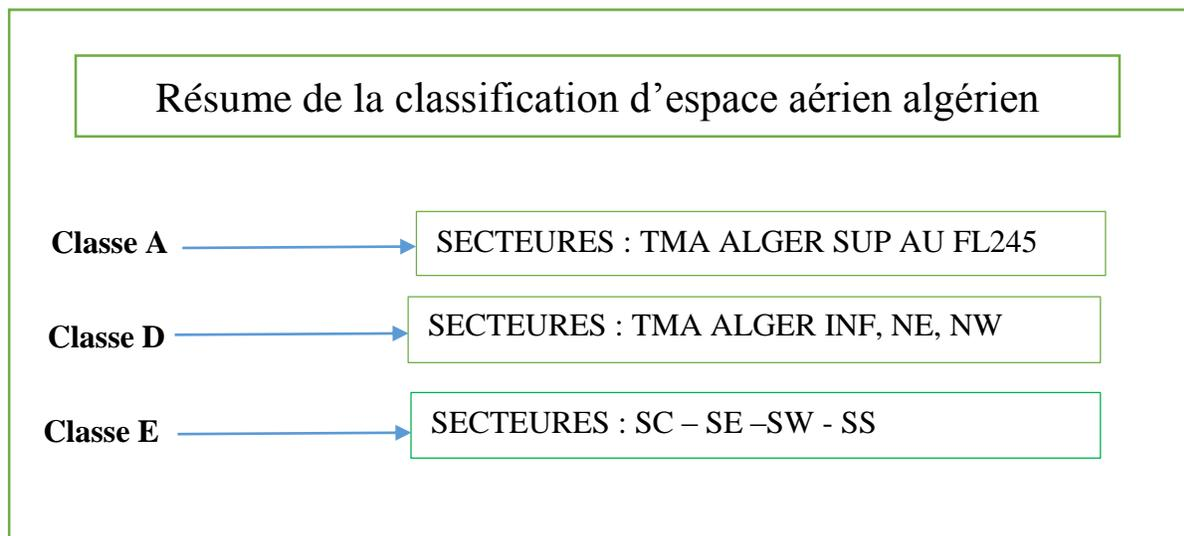 Résume de la classification d’espace aérien algérien
Classe A SECTEURES : TMA ALGER SUP AU FL245
Classe D SECTEURES : TMA ALGER INF, NE, NW
Classe E SECTEURES : SC – SE –SW - SS